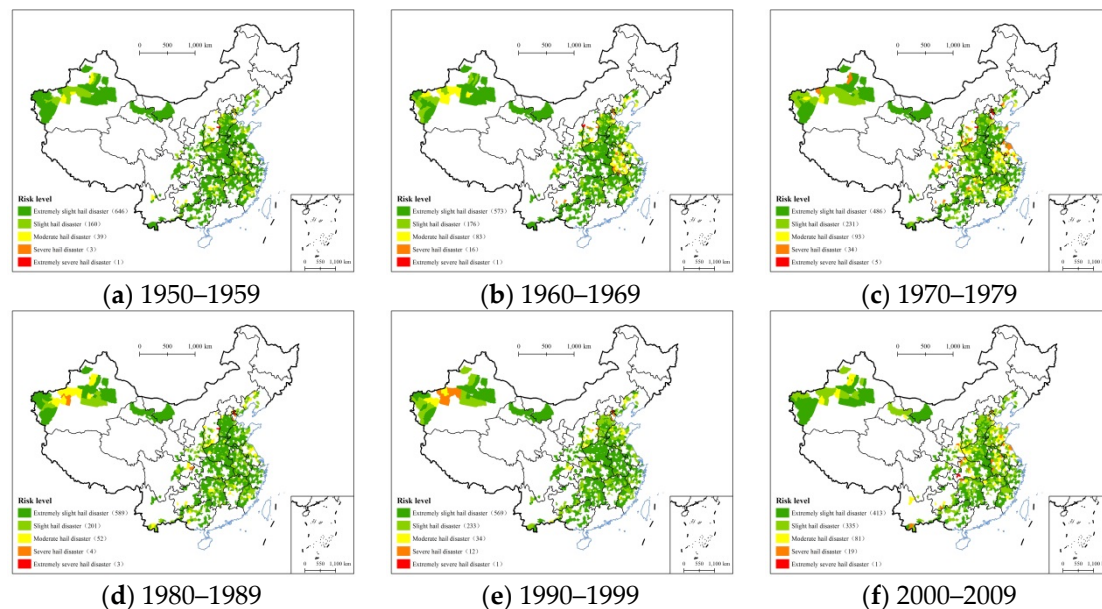 0 500 1,000 km
Risk level
Extremely slight hail disaster（646）
Slight hail disaster（160）
Moderate hail disaster（39）
Severe hail disaster（3）
Extremely severe hail disaster（1）
0 550 1,100 km
(a) 1950–1959
0 500 1,000 km
Risk level
Extremely slight hail disaster（573）
Slight hail disaster（176）
Moderate hail disaster（83）
Severe hail disaster（16）
Extremely severe hail disaster（1）
0 550 1,100 km
(b) 1960–1969
0 500 1,000 km
Risk level
Extremely slight hail disaster（486）
Slight hail disaster（231）
Moderate hail disaster（93）
Severe hail disaster（34）
Extremely severe hail disaster（5）
0 550 1,100 km
(c) 1970–1979
0 500 1,000 km
Risk level
Extremely slight hail disaster（589）
Slight hail disaster（201）
Moderate hail disaster（52）
Severe hail disaster（4）
Extremely severe hail disaster（3）
0 550 1,100 km
(d) 1980–1989
0 500 1,000 km
Risk level
Extremely slight hail disaster（569）
Slight hail disaster（233）
Moderate hail disaster（34）
Severe hail disaster（12）
Extremely severe hail disaster（1）
0 550 1,100 km
(e) 1990–1999
0 500 1,000 km
Risk level
Extremely slight hail disaster（413）
Slight hail disaster（335）
Moderate hail disaster（81）
Severe hail disaster（19）
Extremely severe hail disaster（1）
0 550 1,100 km
(f) 2000–2009